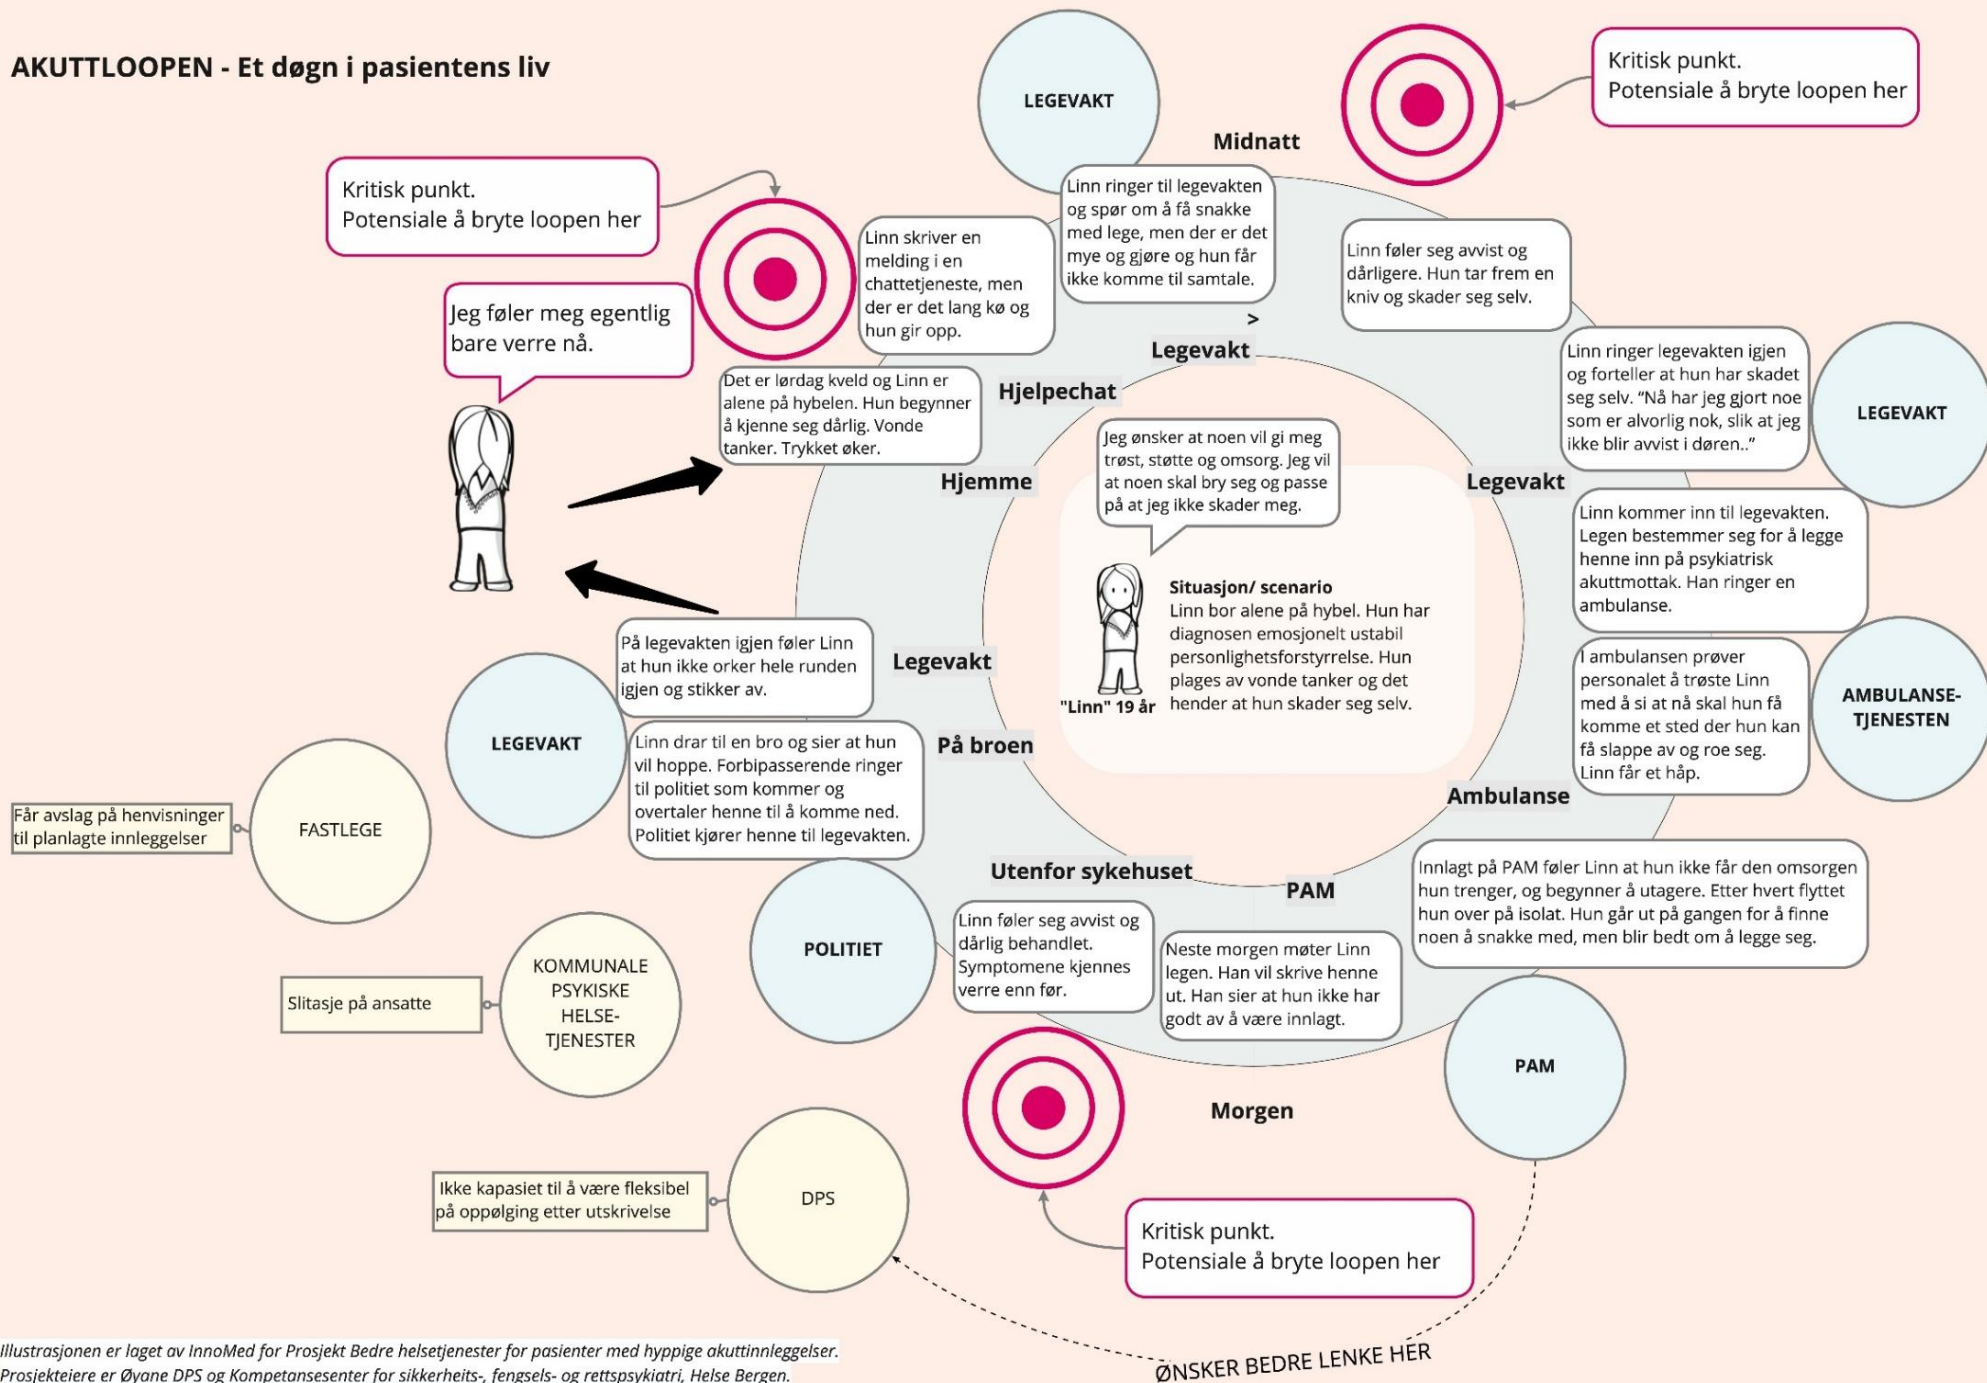 AKUTTLOOPEN - Et døgn i pasientens liv
Kritisk punkt.
Potensiale å bryte loopen her
Jeg føler meg egentlig
bare verre nå.
Det er lørdag kveld og Linn er
alene på hybelen. Hun begynner
å kjenne seg dårlig. Vonde
tanker. Trykket øker.
Hjemme
Linn skriver en
melding i en
chattetjeneste, men
der er det lang kø og
hun gir opp.
Hjelpechat
LEGEVAKT
Linn ringer til legevakten
og spør om å få snakke
med lege, men der er det
mye og gjøre og hun får
ikke komme til samtale.
>
Legevakt
Midnatt
Kritisk punkt.
Potensiale å bryte loopen her
Linn føler seg avvist og
dårligere. Hun tar frem en
kniv og skader seg selv.
Linn ringer legevakten igjen
og forteller at hun har skadet
seg selv. “Nå har jeg gjort noe
som er alvorlig nok, slik at jeg
ikke blir avvist i døren..”
LEGEVAKT
Legevakt
Linn kommer inn til legevakten.
Legen bestemmer seg for å legge
henne inn på psykiatrisk
akuttmottak. Han ringer en
ambulanse.
I ambulansen prøver
personalet å trøste Linn
med å si at nå skal hun få
komme et sted der hun kan
få slappe av og roe seg.
Linn får et håp.
AMBULANSE-
TJENESTEN
Ambulanse
Innlagt på PAM føler Linn at hun ikke får den omsorgen
hun trenger, og begynner å utagere. Etter hvert flyttet
hun over på isolat. Hun går ut på gangen for å finne
noen å snakke med, men blir bedt om å legge seg.
PAM
PAM
Neste morgen møter Linn
legen. Han vil skrive henne
ut. Han sier at hun ikke har
godt av å være innlagt.
Morgen
Utenfor sykehuset
Linn føler seg avvist og
dårlig behandlet.
Symptomene kjennes
verre enn før.
Kritisk punkt.
Potensiale å bryte loopen her
POLITIET
På broen
Linn drar til en bro og sier at hun
vil hoppe. Forbipasserende ringer
til politiet som kommer og
overtaler henne til å komme ned.
Politiet kjører henne til legevakten.
LEGEVAKT
Legevakt
På legevakten igjen føler Linn
at hun ikke orker hele runden
igjen og stikker av.
Jeg ønsker at noen vil gi meg
trøst, støtte og omsorg. Jeg vil
at noen skal bry seg og passe
på at jeg ikke skader meg.
"Linn" 19 år
Situasjon/ scenario
Linn bor alene på hybel. Hun har
diagnosen emosjonelt ustabil
personlighetsforstyrrelse. Hun
plages av vonde tanker og det
hender at hun skader seg selv.
Får avslag på henvisninger
til planlagte innleggelser
FASTLEGE
Slitasje på ansatte
KOMMUNALE
PSYKISKE
HELSE-
TJENESTER
Ikke kapasiet til å være fleksibel
på oppølging etter utskrivelse
DPS
ØNSKER BEDRE LENKE HER
Illustrasjonen er laget av InnoMed for Prosjekt Bedre helsetjenester for pasienter med hyppige akuttinnleggelser.
Prosjekteiere er Øyane DPS og Kompetansesenter for sikkerheits-, fengsels- og rettspsykiatri, Helse Bergen.